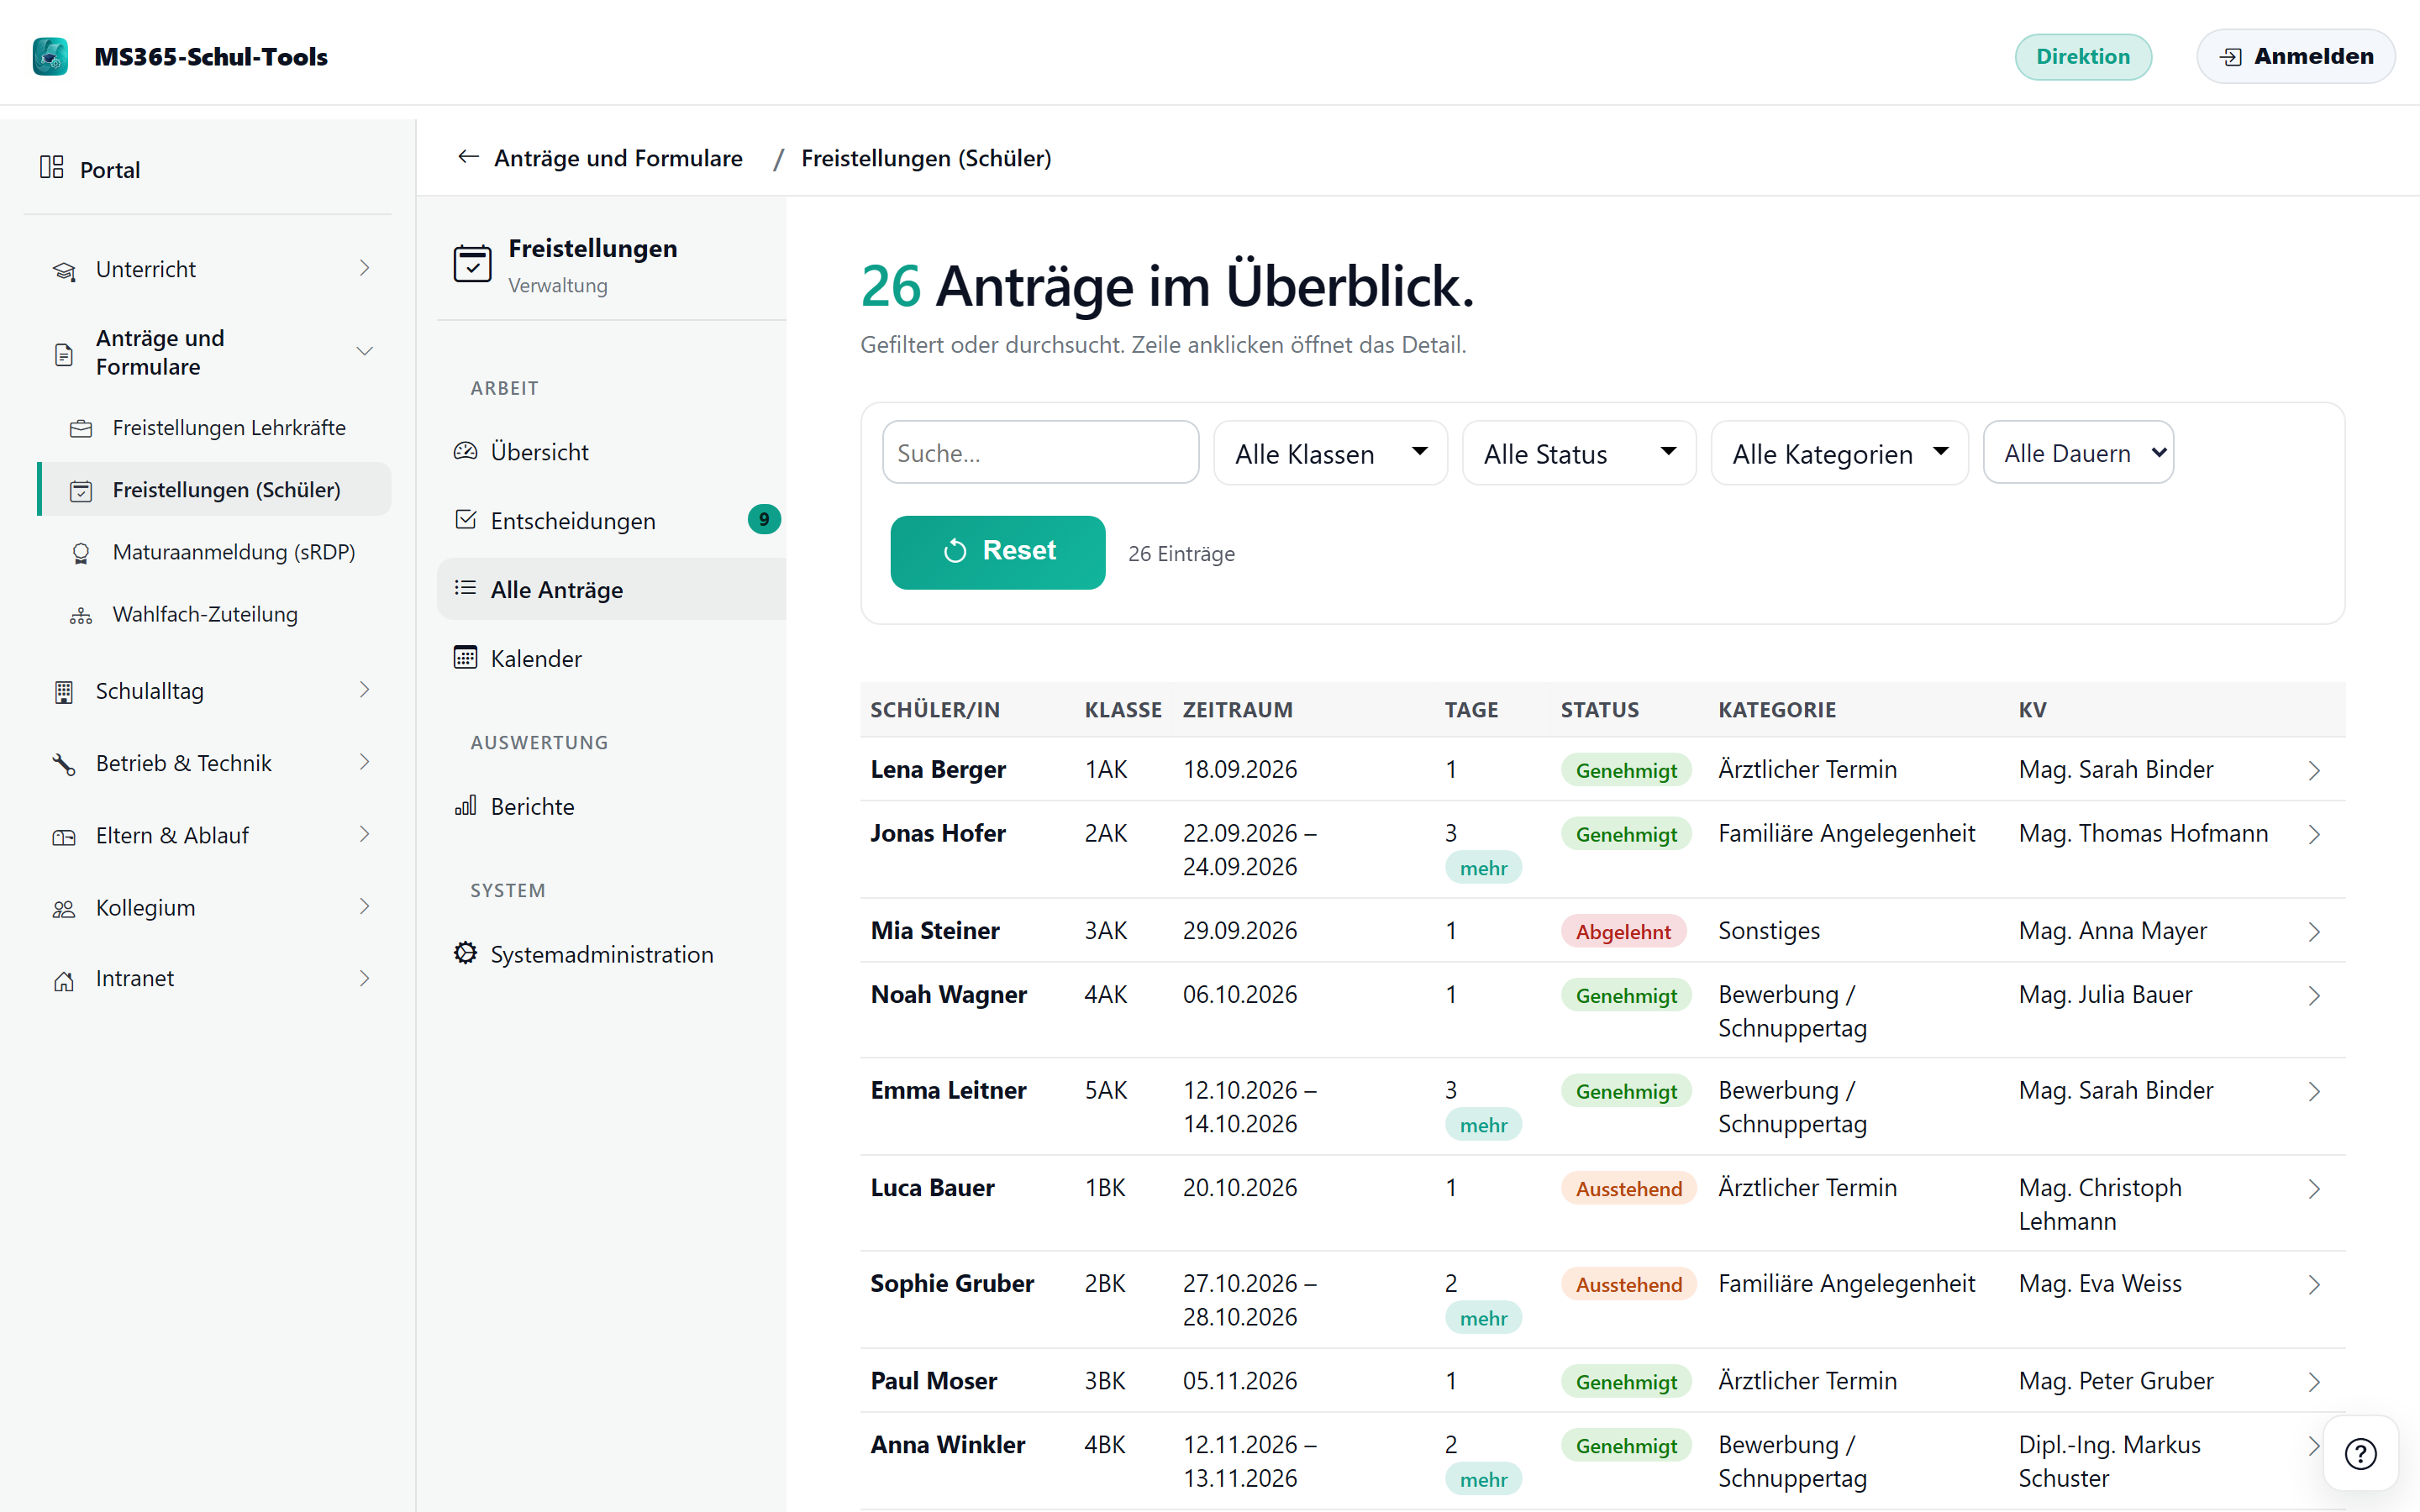 MS365-Schul-Tools
Direktion
Anmelden
Portal
Unterricht
Anträge und
Formulare
Freistellungen Lehrkräfte
Freistellungen (Schüler)
Maturaanmeldung (sRDP)
Wahlfach-Zuteilung
Schulalltag
Betrieb & Technik
Eltern & Ablauf
Kollegium
Intranet
Anträge und Formulare / Freistellungen (Schüler)
Freistellungen
Verwaltung
ARBEIT
Übersicht
Entscheidungen 9
Alle Anträge
Kalender
AUSWERTUNG
Berichte
SYSTEM
Systemadministration
26 Anträge im Überblick.
Gefiltert oder durchsucht. Zeile anklicken öffnet das Detail.
Suche... Alle Klassen Alle Status Alle Kategorien Alle Dauern
Reset 26 Einträge
SCHÜLER/IN KLASSE ZEITRAUM TAGE STATUS KATEGORIE KV
Lena Berger 1AK 18.09.2026 1 Genehmigt Ärztlicher Termin Mag. Sarah Binder
Jonas Hofer 2AK 22.09.2026 – 3 Genehmigt Familiäre Angelegenheit Mag. Thomas Hofmann
24.09.2026 mehr
Mia Steiner 3AK 29.09.2026 1 Abgelehnt Sonstiges Mag. Anna Mayer
Noah Wagner 4AK 06.10.2026 1 Genehmigt Bewerbung / Mag. Julia Bauer
Schnuppertag
Emma Leitner 5AK 12.10.2026 – 3 Genehmigt Bewerbung / Mag. Sarah Binder
14.10.2026 mehr Schnuppertag
Luca Bauer 1BK 20.10.2026 1 Ausstehend Ärztlicher Termin Mag. Christoph
Lehmann
Sophie Gruber 2BK 27.10.2026 – 2 Ausstehend Familiäre Angelegenheit Mag. Eva Weiss
28.10.2026 mehr
Paul Moser 3BK 05.11.2026 1 Genehmigt Ärztlicher Termin Mag. Peter Gruber
Anna Winkler 4BK 12.11.2026 – 2 Genehmigt Bewerbung / Dipl.-Ing. Markus
13.11.2026 mehr Schnuppertag Schuster